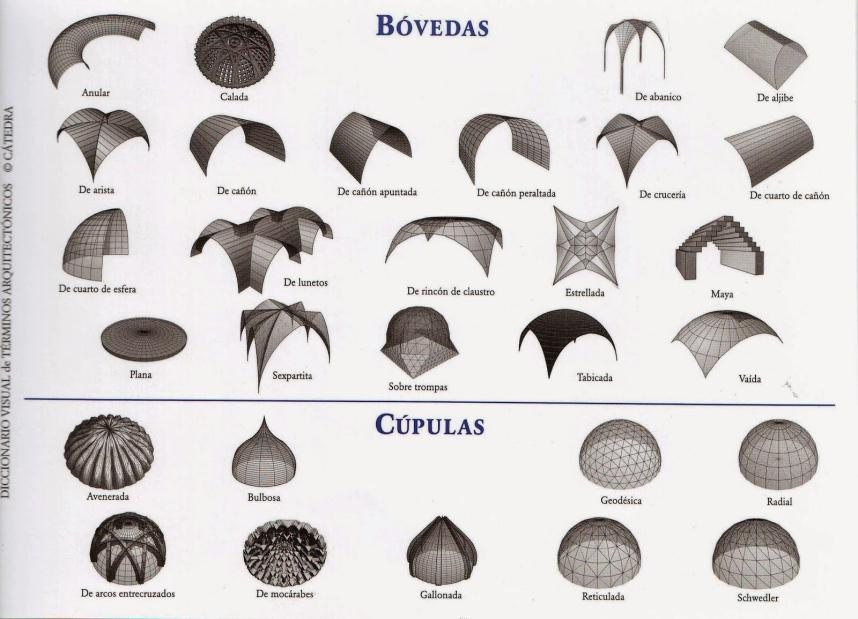 BÓVEDAS
Anular
Calada
De abanico
De aljibe
De arista
De cañón
De cañón apuntada
De cañón peraltada
De crucería
De cuarto de cañón
De cuarto de esfera
De lunetos
De rincón de claustro
Estrellada
Maya
Plana
Sexpartita
Sobre trompas
Tabicada
Vaída
CÚPULAS
Avenerada
Bulbosa
Geodésica
Radial
De arcos entrecruzados
De mocárabes
Gallonada
Reticulada
Schwedler
DICCIONARIO VISUAL de TÉRMINOS ARQUITECTÓNICOS © CÁTEDRA